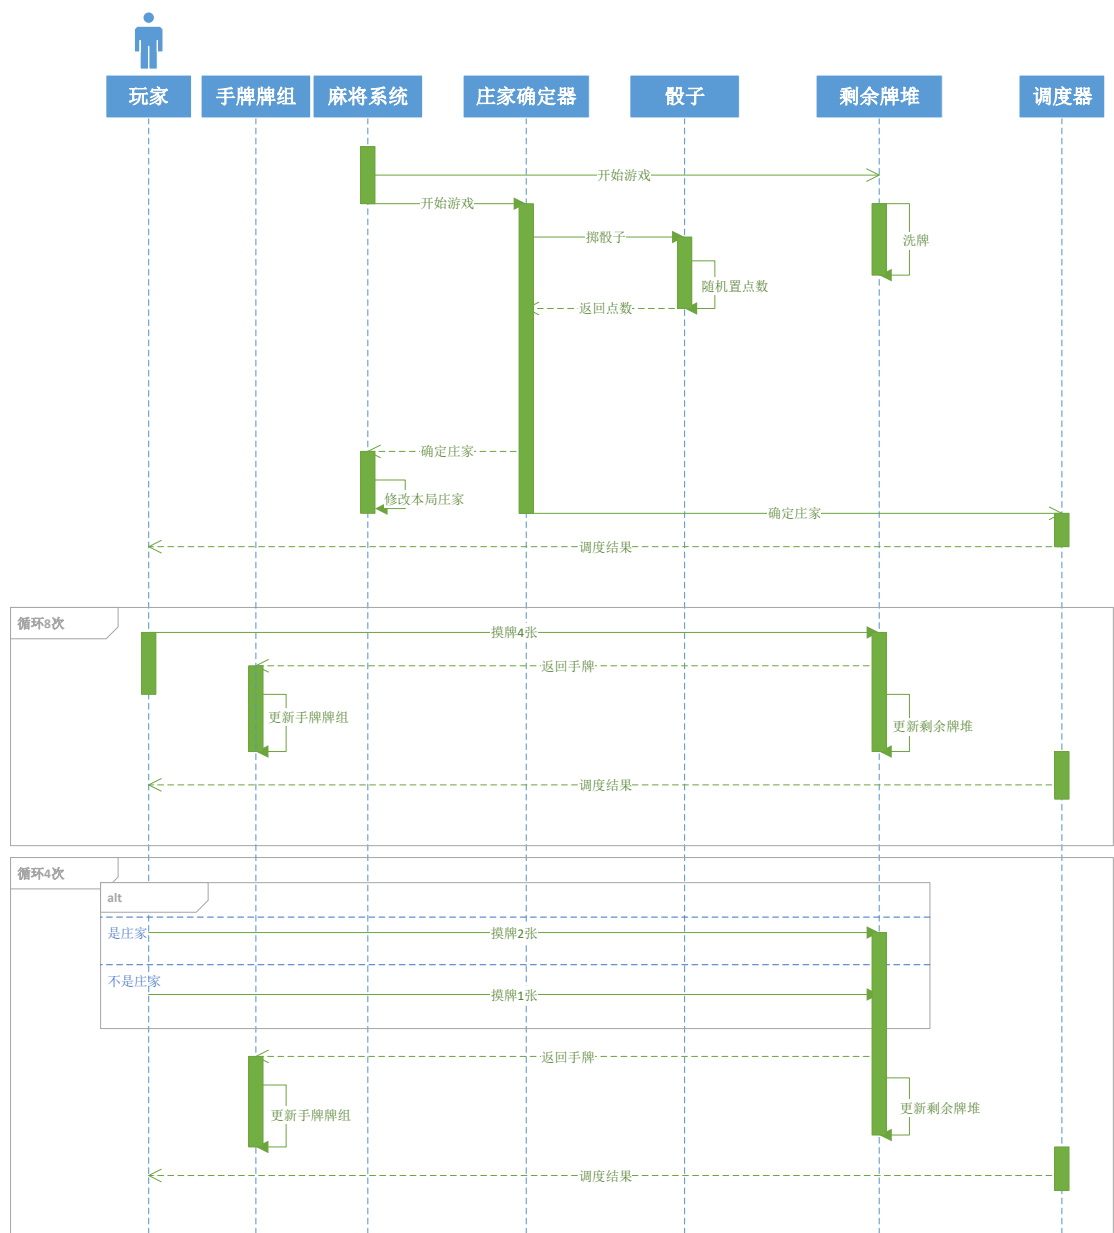 玩家
手牌牌组
麻将系统
庄家确定器
骰子
剩余牌堆
调度器
开始游戏
开始游戏
掷骰子
洗牌
随机置点数
返回点数
确定庄家
修改本局庄家
确定庄家
调度结果
循环8次
摸牌4张
返回手牌
更新手牌牌组
更新剩余牌堆
调度结果
循环4次
alt
是庄家
摸牌2张
不是庄家
摸牌1张
返回手牌
更新剩余牌堆
更新手牌牌组
调度结果